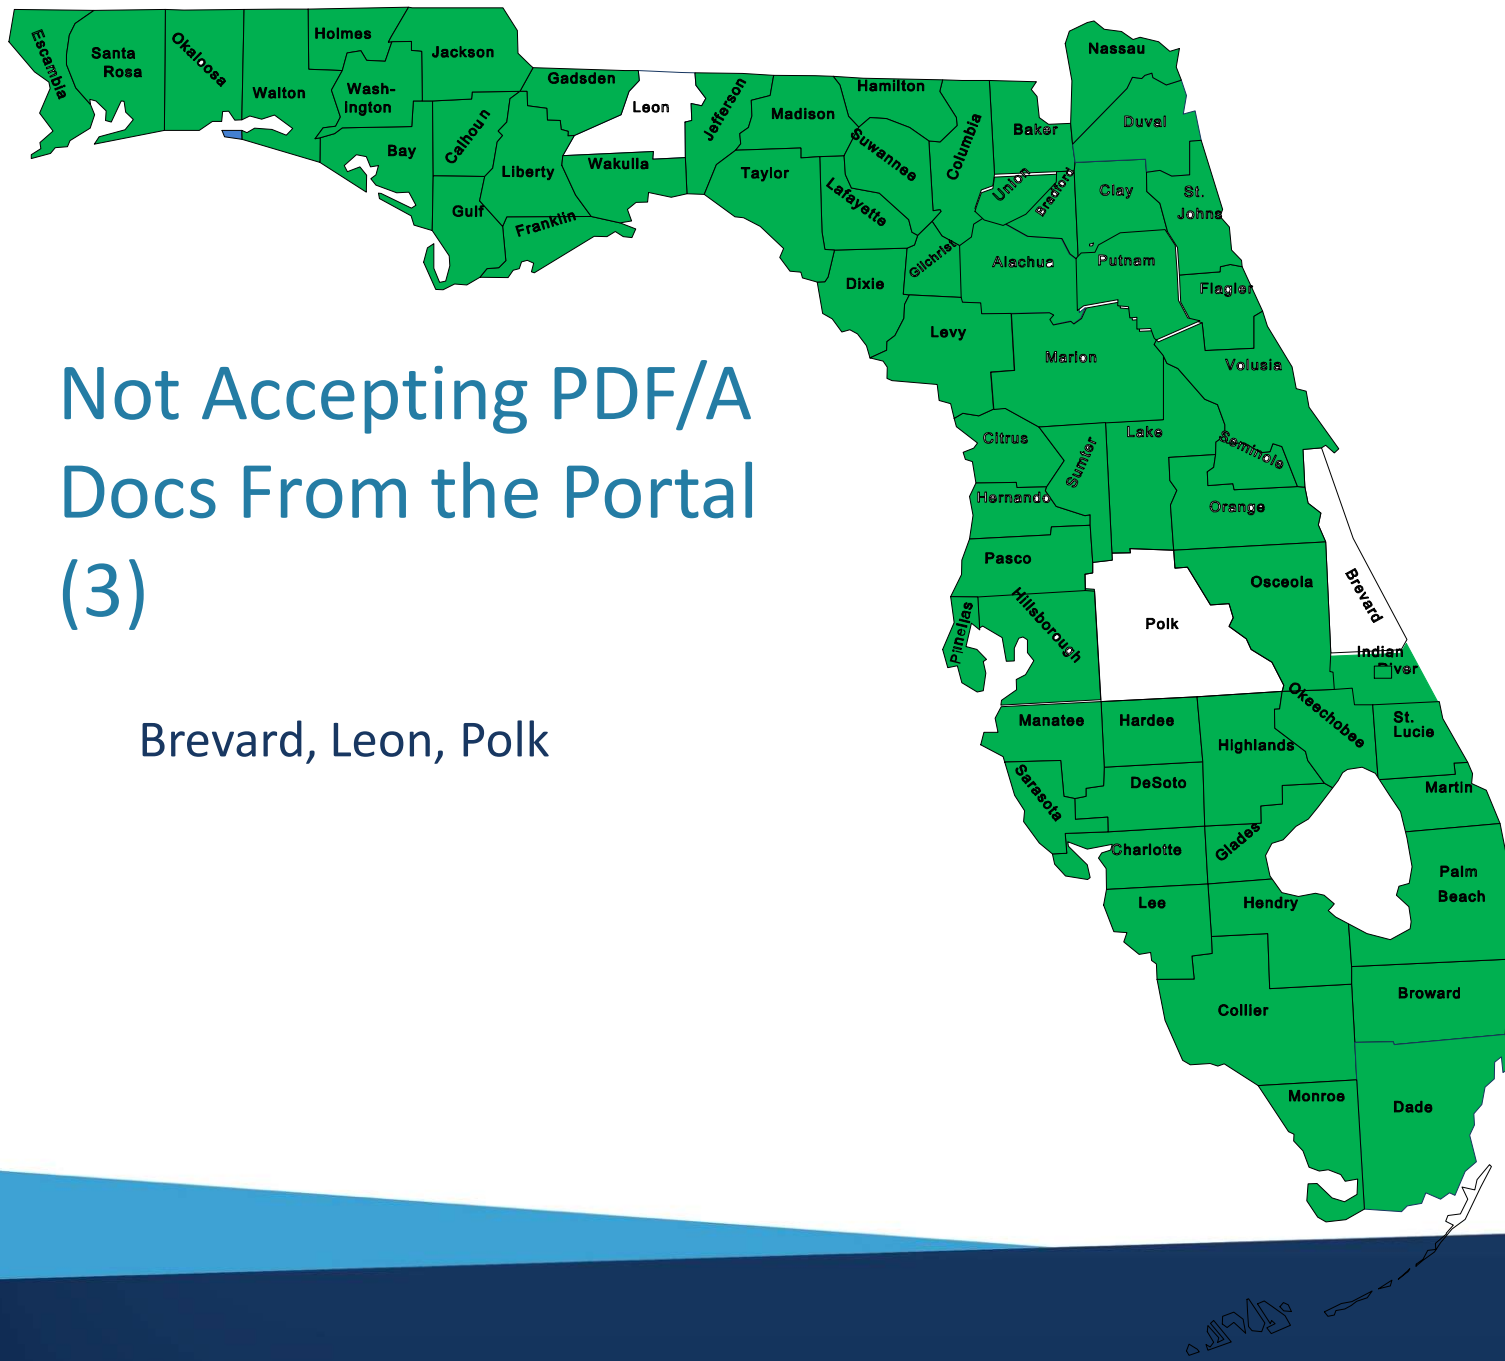 Escambia
Santa
Rosa
Okaloosa
Walton
Holmes
Wash-
ington
Jackson
Bay
Calhoun
Gulf
Gadsden
Liberty
Franklin
Leon
Wakulla
Jefferson
Madison
Taylor
Hamilton
Suwannee
Lafayette
Columbia
Baker
Union
Bradford
Nassau
Duval
Clay
St.
Johns
Dixie
Gilchrist
Alachua
Putnam
Flagler
Levy
Marion
Volusia
Not Accepting PDF/A
Docs From the Portal
(3)
Brevard, Leon, Polk
Citrus
Sumter
Lake
Seminole
Hernando
Orange
Pasco
Osceola
Pinellas
Hillsborough
Polk
Brevard
Indian
River
Manatee
Hardee
Highlands
Okeechobee
St.
Lucie
Sarasota
DeSoto
Martin
Charlotte
Glades
Palm
Beach
Lee
Hendry
Collier
Broward
Monroe
Dade